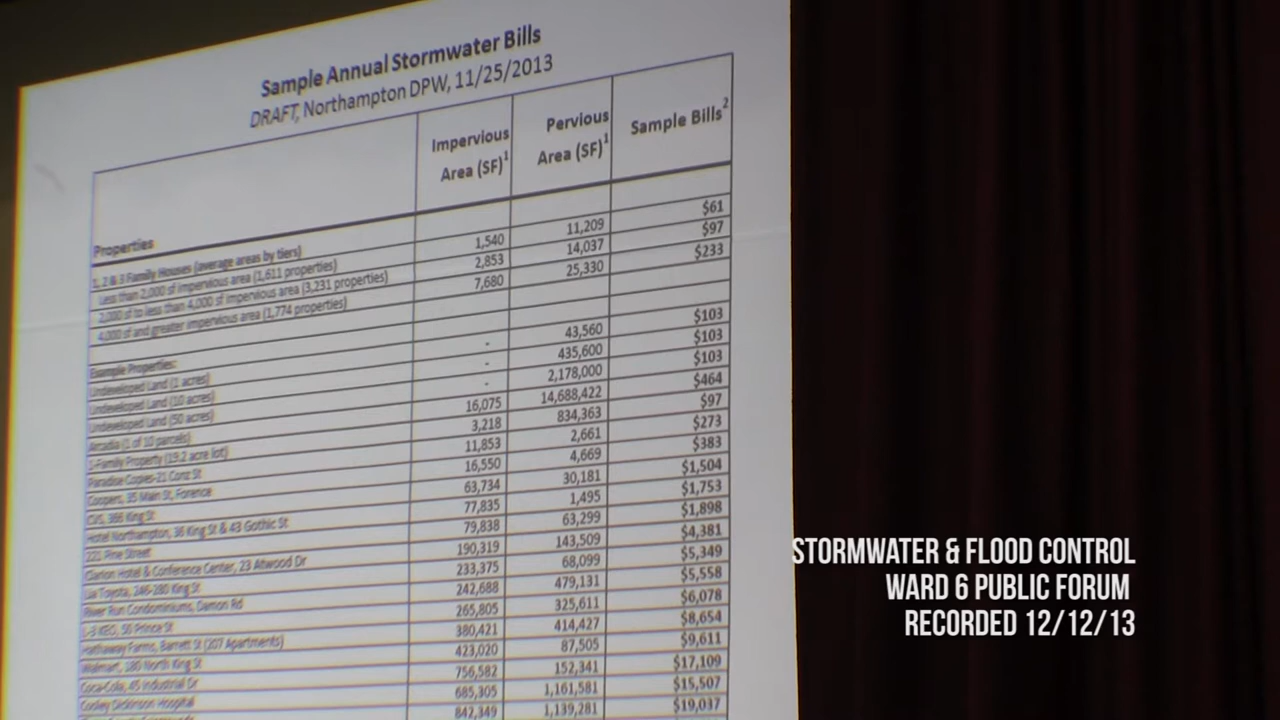 Sample Annual Stormwater Bills
DRAFT, Northampton DPW, 11/25/2013
Properties Impervious Area (SF)¹ Pervious Area (SF)¹ Sample Bills²
1, 2 & 3 Family Houses (average areas by tiers)
Less than 2,000 sf impervious area (1,611 properties) 1,540 11,209 $61
2,000 sf to less than 4,000 sf impervious area (3,231 properties) 2,853 14,037 $97
4,000 sf and greater impervious area (1,774 properties) 7,680 25,330 $233
Example Properties:
Undeveloped Land (1 acres) - 43,560 $103
Undeveloped Land (10 acres) - 435,600 $103
Undeveloped Land (50 acres) - 2,178,000 $103
Arcadia (1 of 10 parcels) 16,075 14,688,422 $464
1-Family Property (19.2 acre lot) 3,218 834,363 $97
Paradise Copies-21 Conz St 11,853 2,661 $273
Coopers, 35 Main St, Florence 16,550 4,669 $383
CVS, 366 King St 63,734 30,181 $1,504
Hotel Northampton, 36 King St & 43 Gothic St 77,835 1,495 $1,753
221 Pine Street 79,838 63,299 $1,898
Clarion Hotel & Conference Center, 23 Atwood Dr 190,319 143,509 $4,381
Lia Toyota, 246-280 King St 233,375 68,099 $5,349
River Run Condominiums, Damon Rd 242,688 479,131 $5,558
L-3 KEO, 50 Prince St 265,805 325,611 $6,078
Hathaway Farms, Barrett St (207 Apartments) 380,421 414,427 $8,654
Walmart, 180 North King St 423,020 87,505 $9,611
Coca-Cola, 45 Industrial Dr 756,582 152,341 $17,109
Cooley Dickinson Hospital 685,305 1,161,581 $15,507
842,349 1,139,281 $19,037
STORMWATER & FLOOD CONTROL
WARD 6 PUBLIC FORUM
RECORDED 12/12/13